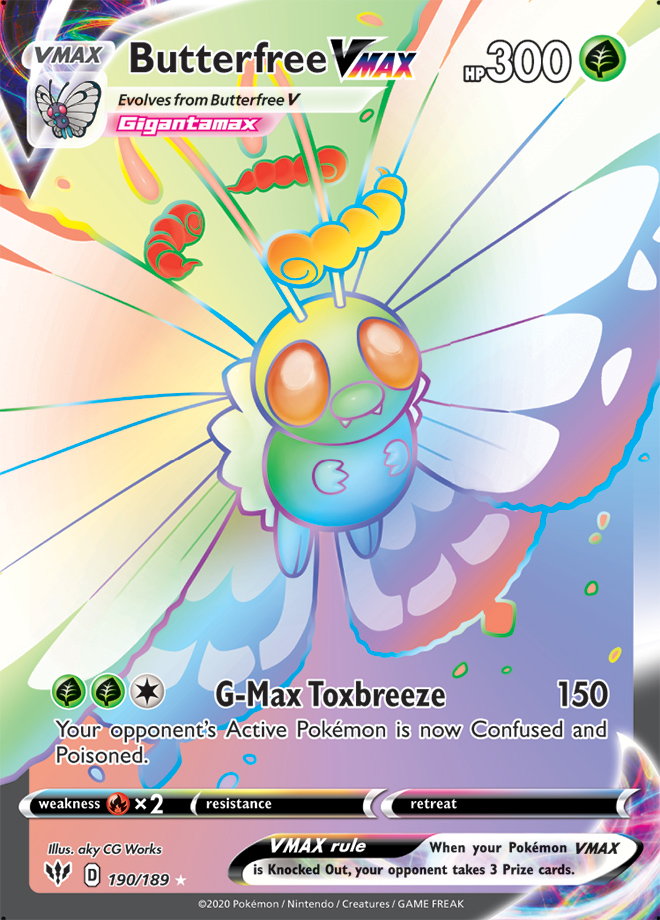 VMAX
Butterfree VMAX
HP 300
Evolves from Butterfree V
Gigantamax
G-Max Toxbreeze 150
Your opponent's Active Pokémon is now Confused and
Poisoned.
weakness ×2 resistance retreat
Illus. aky CG Works
VMAX rule When your Pokémon VMAX
is Knocked Out, your opponent takes 3 Prize cards.
D 190/189
©2020 Pokémon / Nintendo / Creatures / GAME FREAK